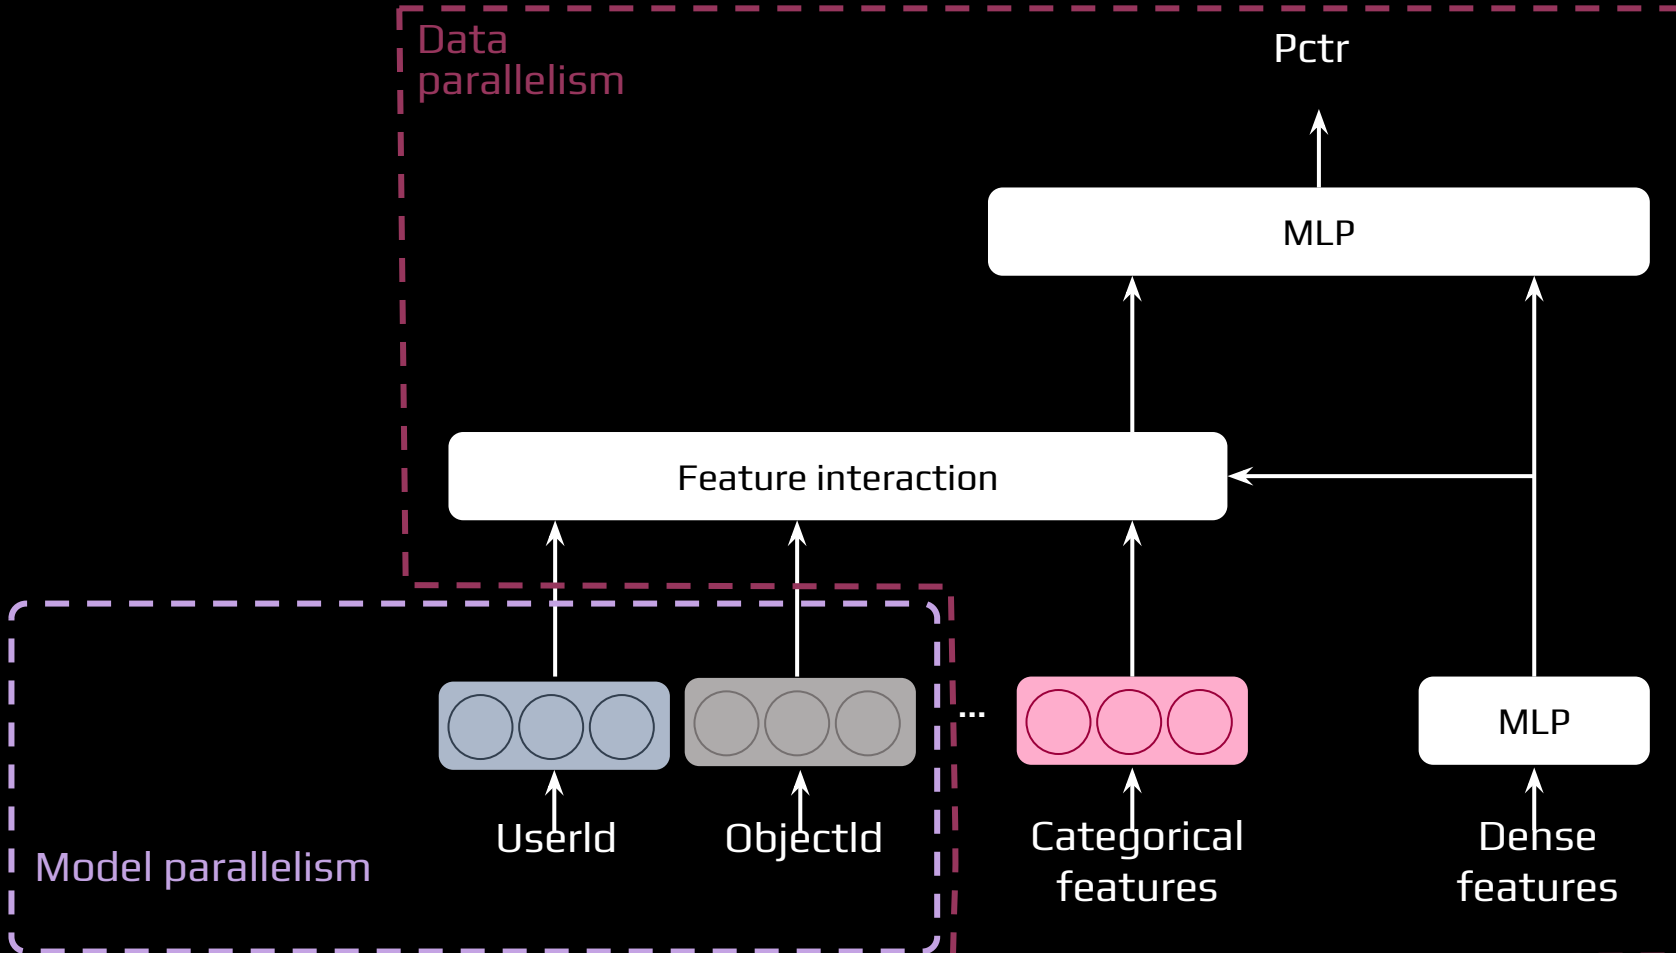 Data
parallelism
Pctr
MLP
Feature interaction
...
MLP
UserId
ObjectId
Categorical
features
Dense
features
Model parallelism